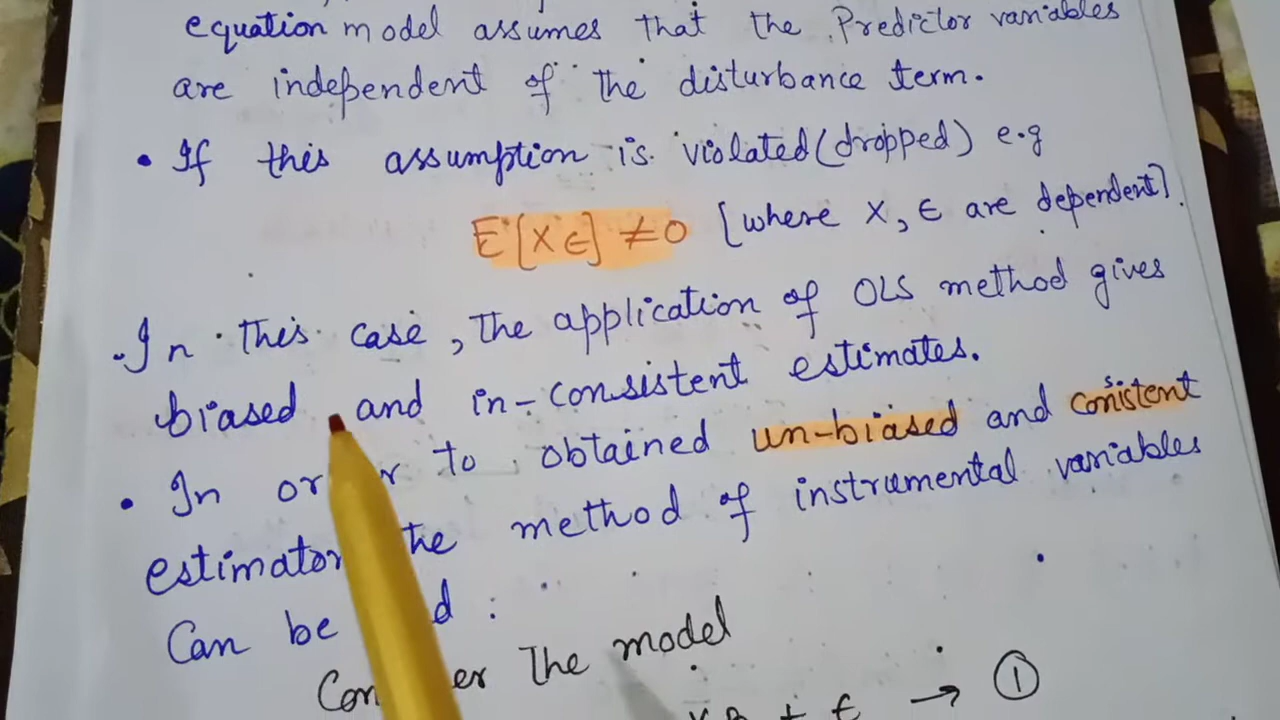 equation model assumes that the Predictor variables
are independent of the disturbance term.
• If this assumption is violated (dropped) e.g
E[X ϵ] ≠ 0 [where X, ϵ are dependent].
• In this case, the application of OLS method gives
biased and in-consistent estimates.
• In to obtained un-biased and conistent
s
estimator the method of instrumental variables
Can be :
The model
+ ϵ → ①